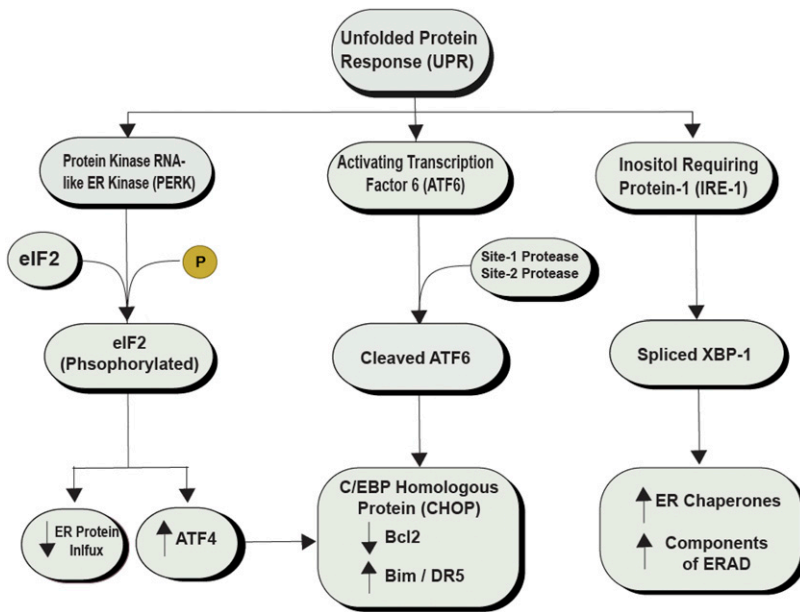 Unfolded Protein
Response (UPR)
Protein Kinase RNA-
like ER Kinase (PERK)
Activating Transcription
Factor 6 (ATF6)
Inositol Requiring
Protein-1 (IRE-1)
eIF2
P
Site-1 Protease
Site-2 Protease
eIF2
(Phsophorylated)
Cleaved ATF6
Spliced XBP-1
ER Protein
Inlfux
ATF4
C/EBP Homologous
Protein (CHOP)
Bcl2
Bim / DR5
ER Chaperones
Components
of ERAD